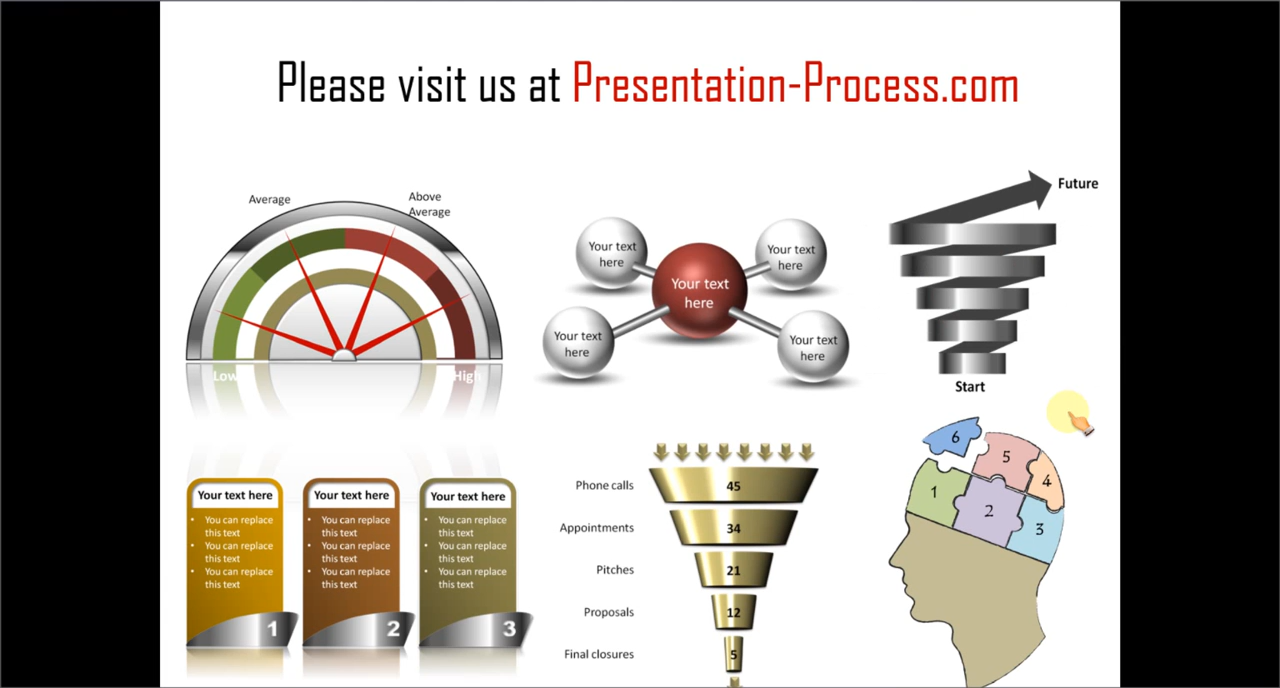 Please visit us at Presentation-Process.com
Average
Above
Average
Low
High
Your text
here
Your text
here
Your text
here
Your text
here
Your text
here
Future
Start
Your text here
• You can replace
this text
• You can replace
this text
• You can replace
this text
1
Your text here
• You can replace
this text
• You can replace
this text
• You can replace
this text
2
Your text here
• You can replace
this text
• You can replace
this text
• You can replace
this text
3
Phone calls 45
Appointments 34
Pitches 21
Proposals 12
Final closures 5
6
5
4
1
2
3